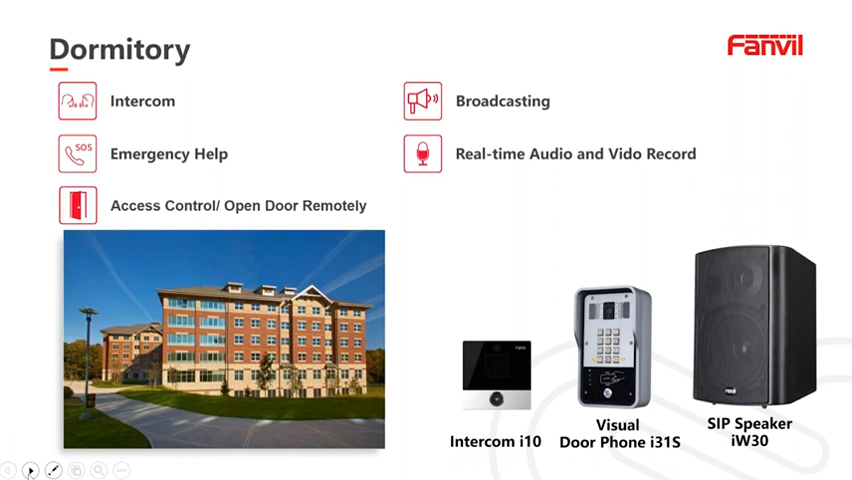 Dormitory
Fanvil
Intercom
Broadcasting
SOS
Emergency Help
Real-time Audio and Vido Record
Access Control/ Open Door Remotely
Intercom i10
Visual
Door Phone i31S
SIP Speaker
iW30